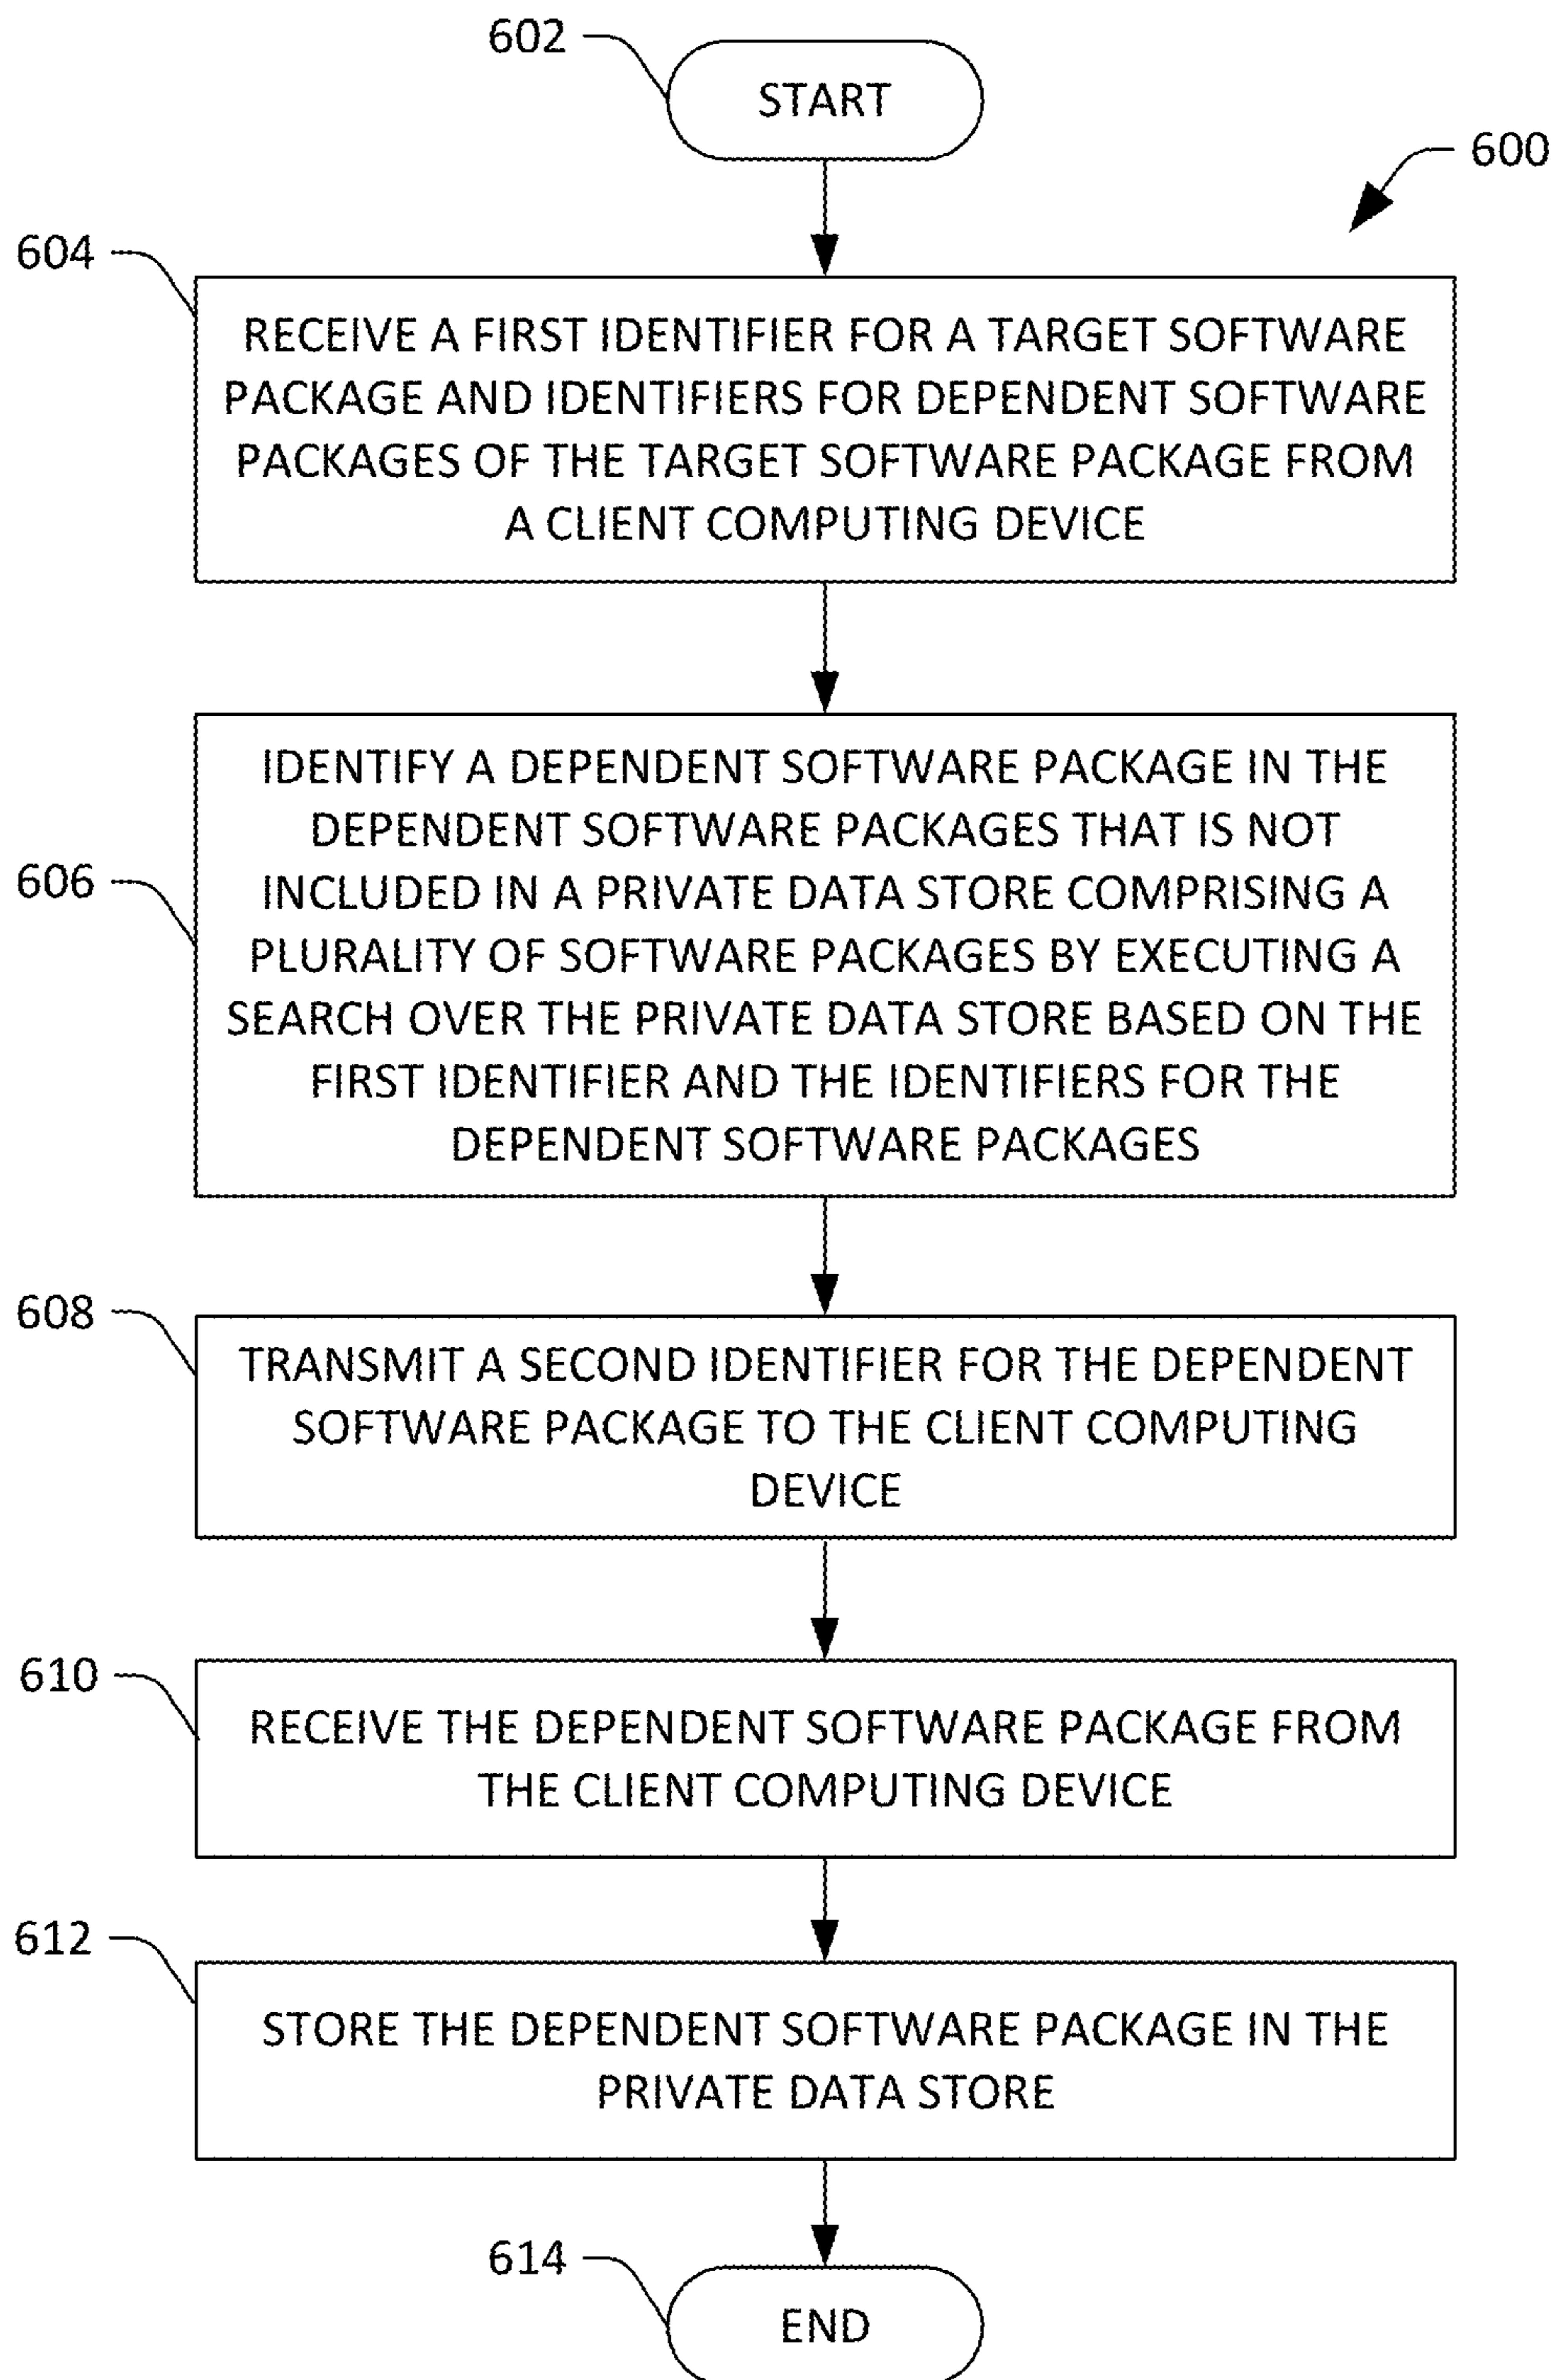 602
START
600
604
RECEIVE A FIRST IDENTIFIER FOR A TARGET SOFTWARE
PACKAGE AND IDENTIFIERS FOR DEPENDENT SOFTWARE
PACKAGES OF THE TARGET SOFTWARE PACKAGE FROM
A CLIENT COMPUTING DEVICE
606
IDENTIFY A DEPENDENT SOFTWARE PACKAGE IN THE
DEPENDENT SOFTWARE PACKAGES THAT IS NOT
INCLUDED IN A PRIVATE DATA STORE COMPRISING A
PLURALITY OF SOFTWARE PACKAGES BY EXECUTING A
SEARCH OVER THE PRIVATE DATA STORE BASED ON THE
FIRST IDENTIFIER AND THE IDENTIFIERS FOR THE
DEPENDENT SOFTWARE PACKAGES
608
TRANSMIT A SECOND IDENTIFIER FOR THE DEPENDENT
SOFTWARE PACKAGE TO THE CLIENT COMPUTING
DEVICE
610
RECEIVE THE DEPENDENT SOFTWARE PACKAGE FROM
THE CLIENT COMPUTING DEVICE
612
STORE THE DEPENDENT SOFTWARE PACKAGE IN THE
PRIVATE DATA STORE
614
END